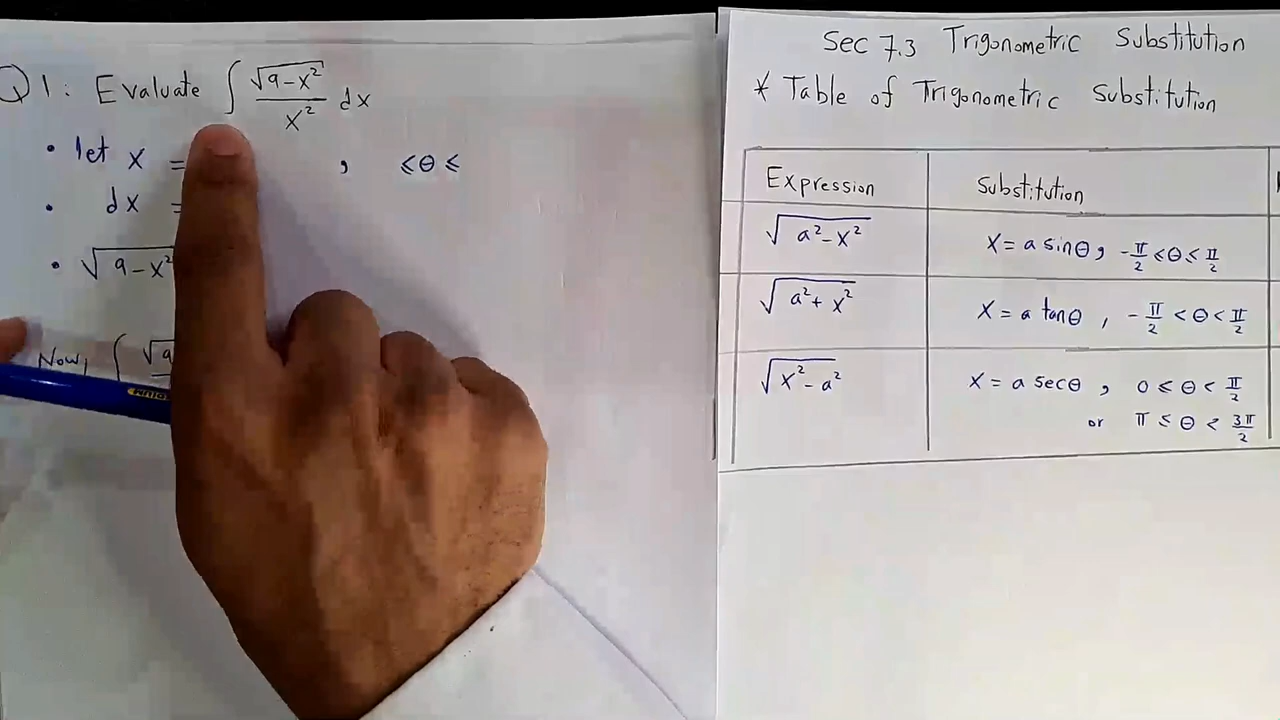 Q1: Evaluate ∫ √(9-x²) / x² dx
• let x = , ≤ θ ≤
• dx =
• √9-x²
Now, ∫
Sec 7.3 Trigonometric Substitution
* Table of Trigonometric Substitution
Expression Substitution
√a²-x² x = a sinθ, -π/2 ≤ θ ≤ π/2
√a²+x² x = a tanθ, -π/2 < θ < π/2
√x²-a² x = a secθ, 0 ≤ θ < π/2
or π ≤ θ < 3π/2